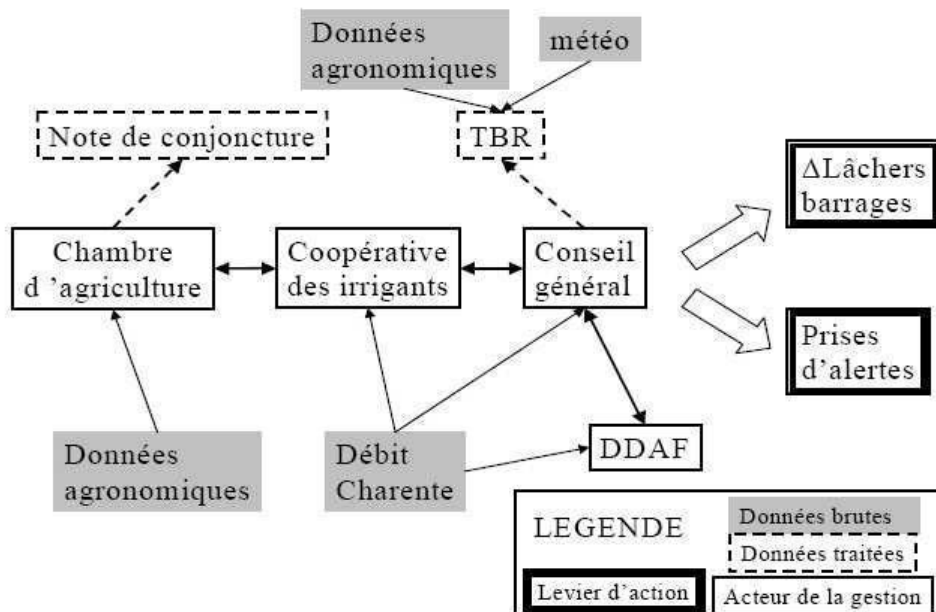 Données
agronomiques
météo
Note de conjoncture
TBR
ΔLâchers
barrages
Chambre
d ’agriculture
Coopérative
des irrigants
Conseil
général
Prises
d’alertes
Données
agronomiques
Débit
Charente
DDAF
LEGENDE
Données brutes
Données traitées
Levier d’action
Acteur de la gestion